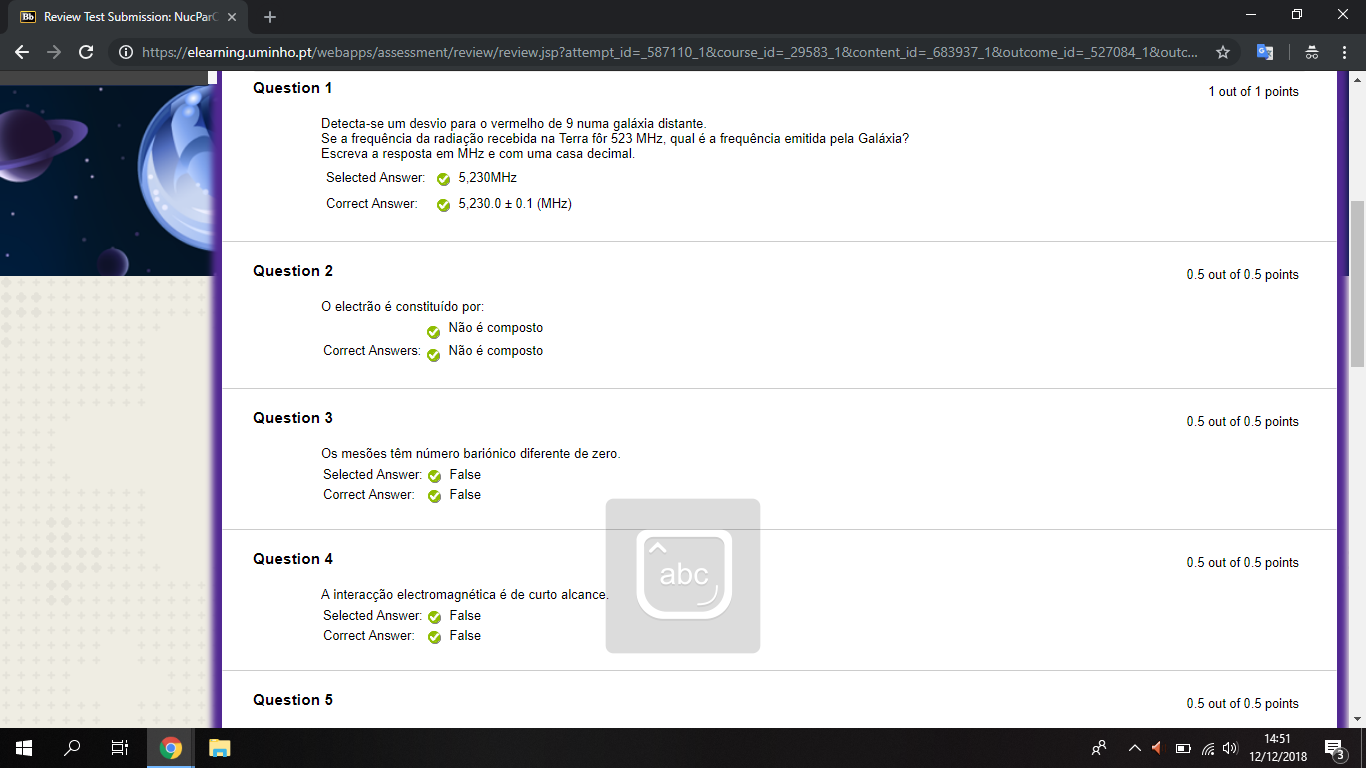 Bb Review Test Submission: NucParC
https://elearning.uminho.pt/webapps/assessment/review/review.jsp?attempt_id=_587110_1&course_id=_29583_1&content_id=_683937_1&outcome_id=_527084_1&outc...
Question 1
1 out of 1 points
Detecta-se um desvio para o vermelho de 9 numa galáxia distante.
Se a frequência da radiação recebida na Terra fôr 523 MHz, qual é a frequência emitida pela Galáxia?
Escreva a resposta em MHz e com uma casa decimal.
Selected Answer: 5,230MHz
Correct Answer: 5,230.0 ± 0.1 (MHz)
Question 2
0.5 out of 0.5 points
O electrão é constituído por:
Não é composto
Correct Answers: Não é composto
Question 3
0.5 out of 0.5 points
Os mesões têm número bariónico diferente de zero.
Selected Answer: False
Correct Answer: False
Question 4
0.5 out of 0.5 points
A interacção electromagnética é de curto alcance.
Selected Answer: False
Correct Answer: False
abc
Question 5
0.5 out of 0.5 points
14:51
12/12/2018
3